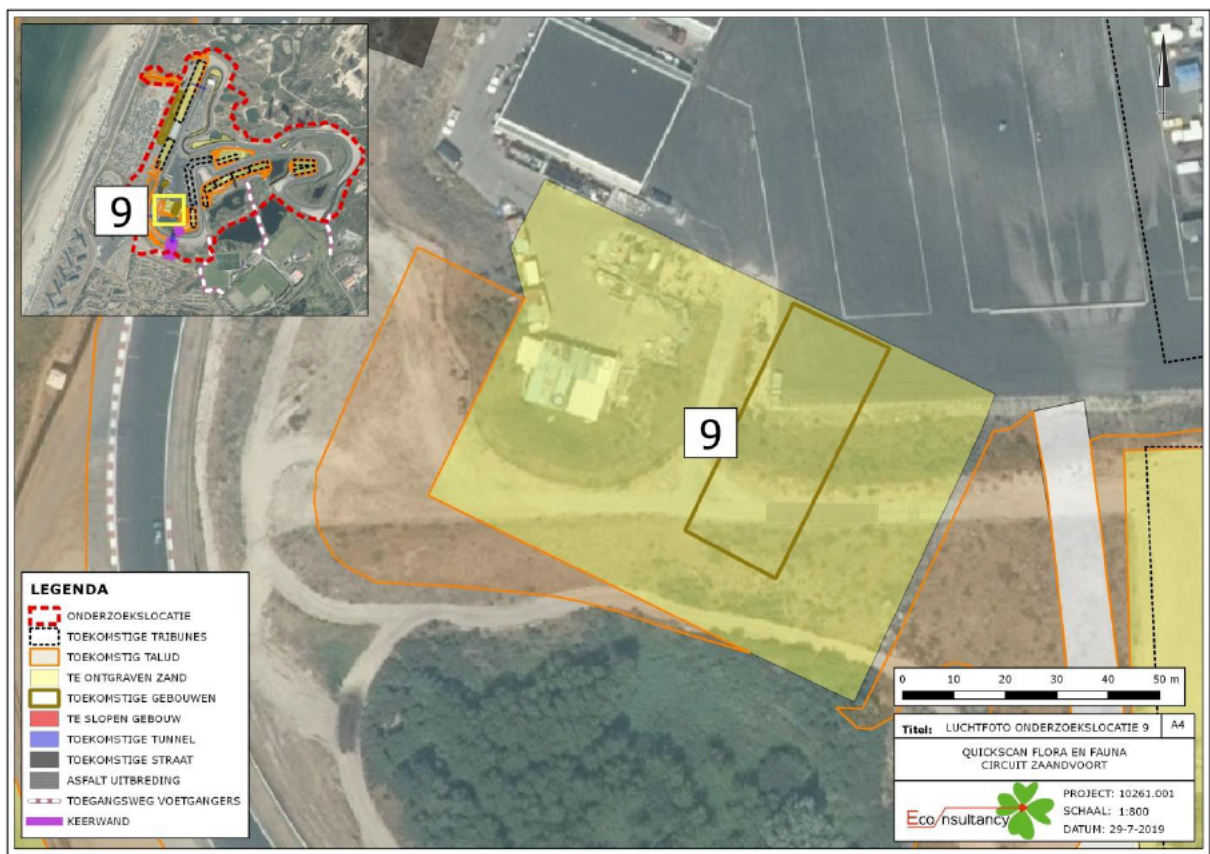 9
9
LEGENDA
ONDERZOEKSLOCATIE
TOEKOMSTIGE TRIBUNES
TOEKOMSTIG TALUD
TE ONTGRAVEN ZAND
TOEKOMSTIGE GEBOUWEN
TE SLOPEN GEBOUW
TOEKOMSTIGE TUNNEL
TOEKOMSTIGE STRAAT
ASFALT UITBREDING
TOEGANGSWEG VOETGANGERS
KEERWAND
0 10 20 30 40 50 m
Titel: LUCHTFOTO ONDERZOEKSLOCATIE 9 A4
QUICKSCAN FLORA EN FAUNA
CIRCUIT ZAANDVOORT
Econsultancy
PROJECT: 10261.001
SCHAAL: 1:800
DATUM: 29-7-2019